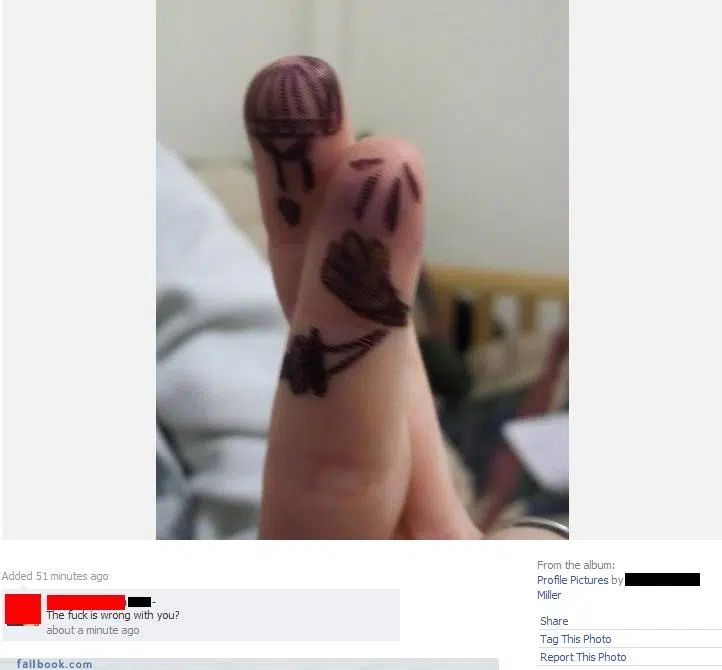 From the album:
Profile Pictures by
Miller
Added 51 minutes ago
-
The fuck is wrong with you?
about a minute ago
Share
Tag This Photo
Report This Photo
failbook.com